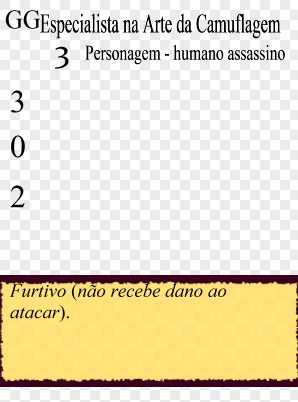 GG Especialista na Arte da Camuflagem
3 Personagem - humano assassino
3
0
2
Furtivo (não recebe dano ao
atacar).